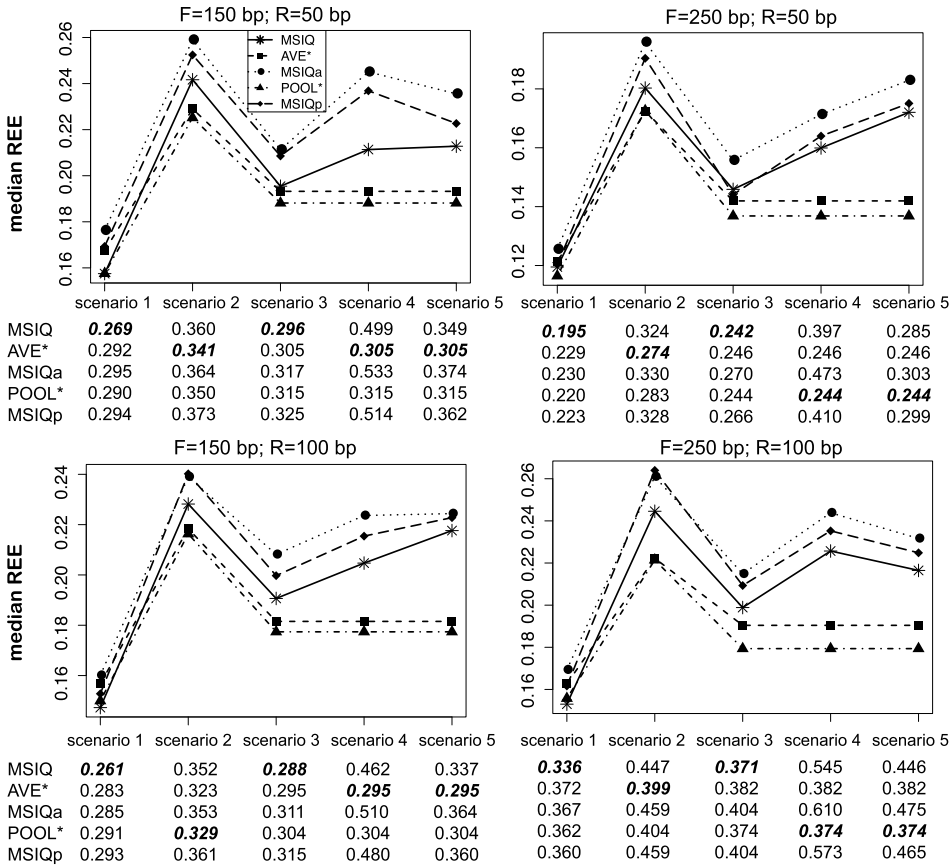 F=150 bp; R=50 bp
F=250 bp; R=50 bp
median REE
0.16 0.18 0.20 0.22 0.24 0.26
MSIQ
AVE*
MSIQa
POOL*
MSIQp
0.12 0.14 0.16 0.18
scenario 1 scenario 2 scenario 3 scenario 4 scenario 5
scenario 1 scenario 2 scenario 3 scenario 4 scenario 5
MSIQ 0.269 0.360 0.296 0.499 0.349
AVE* 0.292 0.341 0.305 0.305 0.305
MSIQa 0.295 0.364 0.317 0.533 0.374
POOL* 0.290 0.350 0.315 0.315 0.315
MSIQp 0.294 0.373 0.325 0.514 0.362
0.195 0.324 0.242 0.397 0.285
0.229 0.274 0.246 0.246 0.246
0.230 0.330 0.270 0.473 0.303
0.220 0.283 0.244 0.244 0.244
0.223 0.328 0.266 0.410 0.299
F=150 bp; R=100 bp
F=250 bp; R=100 bp
median REE
0.16 0.18 0.20 0.22 0.24
0.16 0.18 0.20 0.22 0.24 0.26
scenario 1 scenario 2 scenario 3 scenario 4 scenario 5
scenario 1 scenario 2 scenario 3 scenario 4 scenario 5
MSIQ 0.261 0.352 0.288 0.462 0.337
AVE* 0.283 0.323 0.295 0.295 0.295
MSIQa 0.285 0.353 0.311 0.510 0.364
POOL* 0.291 0.329 0.304 0.304 0.304
MSIQp 0.293 0.361 0.315 0.480 0.360
0.336 0.447 0.371 0.545 0.446
0.372 0.399 0.382 0.382 0.382
0.367 0.459 0.404 0.610 0.475
0.362 0.404 0.374 0.374 0.374
0.360 0.459 0.404 0.573 0.465